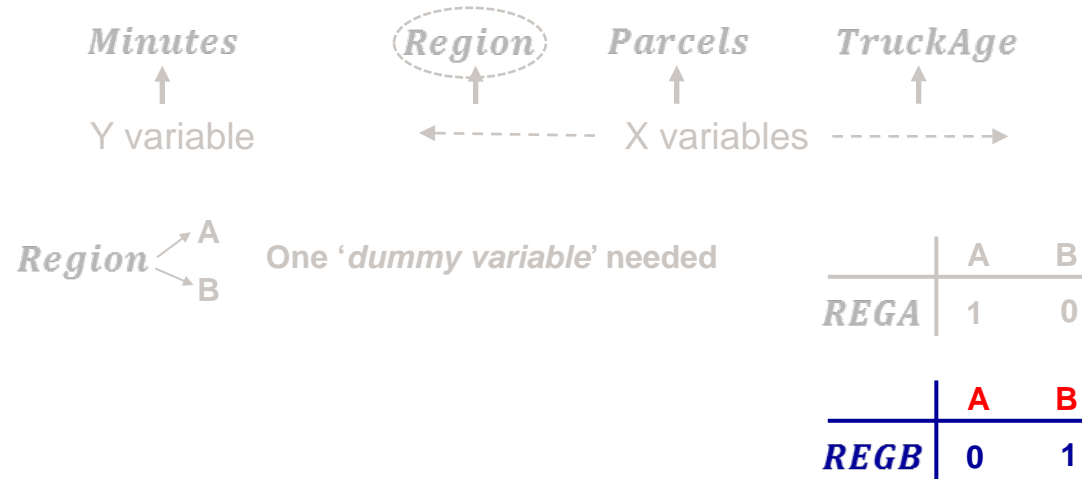 Minutes Region Parcels TruckAge
Y variable X variables
A
Region One ‘dummy variable’ needed
B
A B
REGA 1 0
A B
REGB 0 1